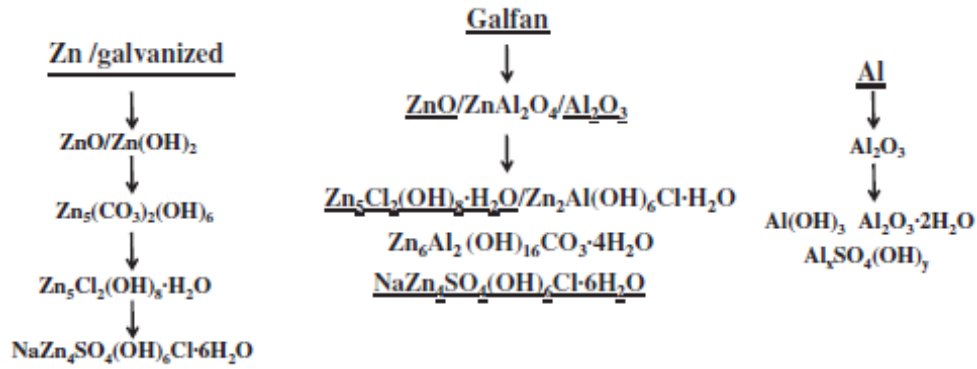 Zn /galvanized
ZnO/Zn(OH)₂
Zn₅(CO₃)₂(OH)₆
Zn₅Cl₂(OH)₈·H₂O
NaZn₄SO₄(OH)₆Cl·6H₂O
Galfan
ZnO/ZnAl₂O₄/Al₂O₃
Zn₅Cl₂(OH)₈·H₂O/Zn₂Al(OH)₆Cl·H₂O
Zn₆Al₂(OH)₁₆CO₃·4H₂O
NaZn₄SO₄(OH)₆Cl·6H₂O
Al
Al₂O₃
Al(OH)₃ Al₂O₃·2H₂O
AlₓSO₄(OH)ᵧ